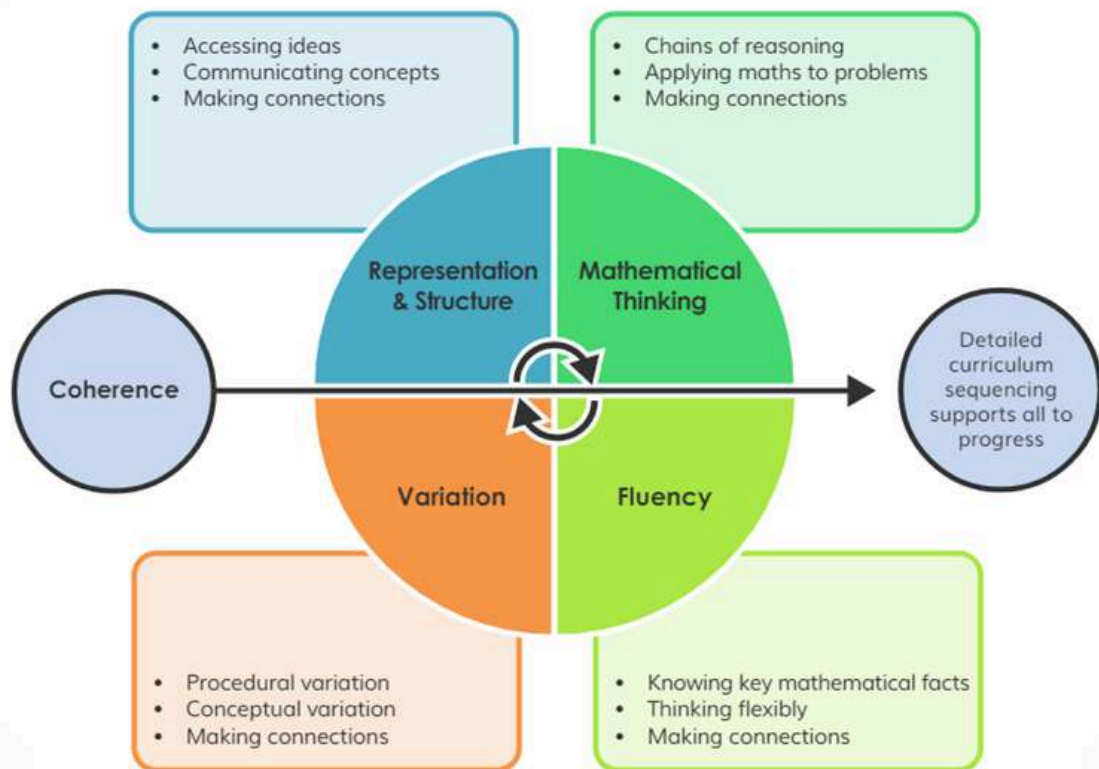 • Accessing ideas
• Communicating concepts
• Making connections
• Chains of reasoning
• Applying maths to problems
• Making connections
Representation
& Structure
Mathematical
Thinking
Coherence
Detailed
curriculum
sequencing
supports all to
progress
Variation
Fluency
• Procedural variation
• Conceptual variation
• Making connections
• Knowing key mathematical facts
• Thinking flexibly
• Making connections